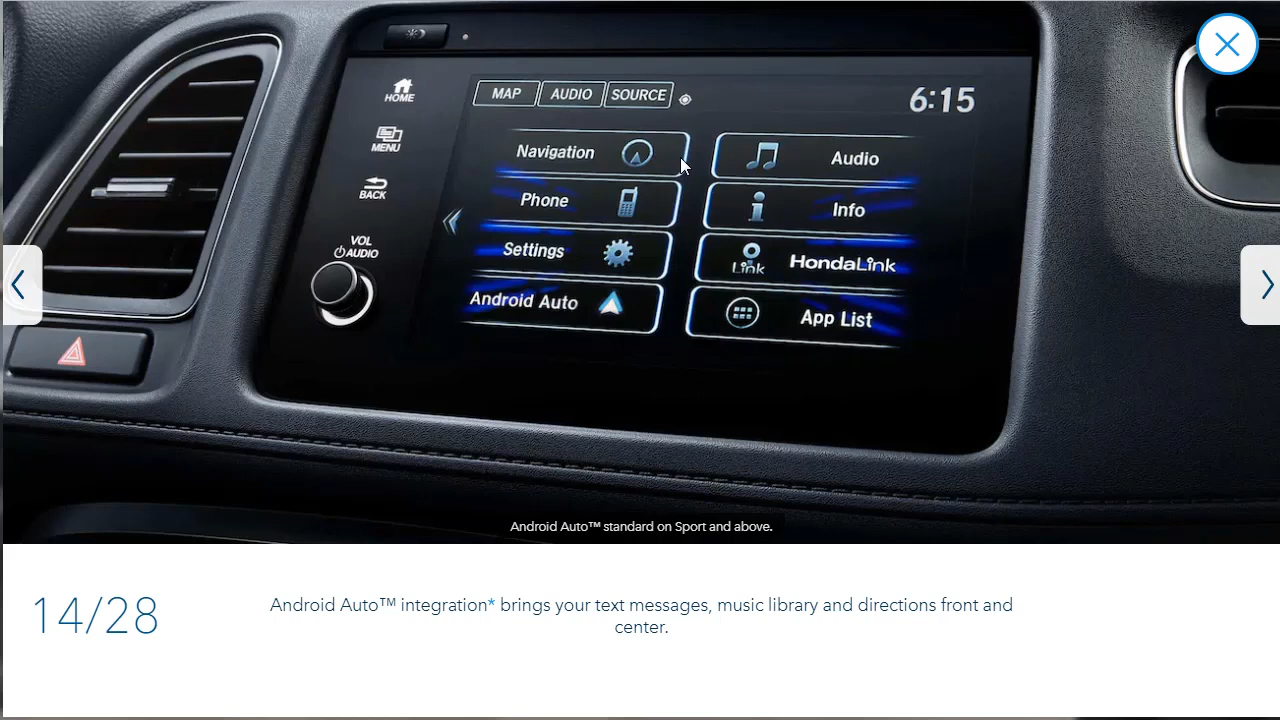 HOME
MENU
BACK
VOL
AUDIO
MAP AUDIO SOURCE
6:15
Navigation
Phone
Settings
Android Auto
Audio
Info
Link HondaLink
App List
Android Auto™ standard on Sport and above.
14/28
Android Auto™ integration* brings your text messages, music library and directions front and
center.